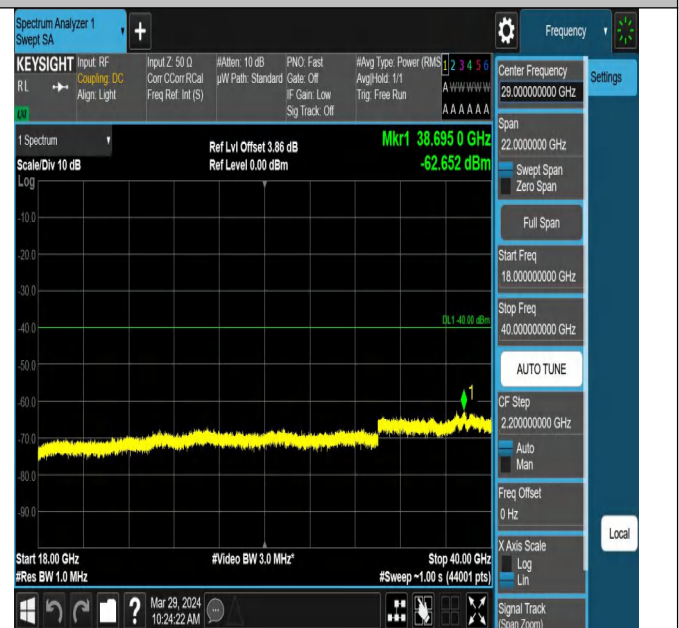 Spectrum Analyzer 1
Swept SA
+
Frequency
KEYSIGHT
RL
LXI
Input: RF
Coupling: DC
Align: Light
Input Z: 50 Ω
Corr CCorr RCal
Freq Ref: Int (S)
#Atten: 10 dB
µW Path: Standard
PNO: Fast
Gate: Off
IF Gain: Low
Sig Track: Off
#Avg Type: Power (RMS
Avg|Hold: 1/1
Trig: Free Run
1 2 3 4 5 6
A W W W W W
A A A A A A
1 Spectrum
Scale/Div 10 dB
Log
Ref Lvl Offset 3.86 dB
Ref Level 0.00 dBm
Mkr1 38.695 0 GHz
-62.652 dBm
-10.0
-20.0
-30.0
-40.0
-50.0
-60.0
-70.0
-80.0
-90.0
DL1 -40.00 dBm
1
Start 18.00 GHz
#Res BW 1.0 MHz
#Video BW 3.0 MHz*
Stop 40.00 GHz
#Sweep ~1.00 s (44001 pts)
Center Frequency
29.000000000 GHz
Settings
Span
22.0000000 GHz
Swept Span
Zero Span
Full Span
Start Freq
18.000000000 GHz
Stop Freq
40.000000000 GHz
AUTO TUNE
CF Step
2.200000000 GHz
Auto
Man
Freq Offset
0 Hz
X Axis Scale
Log
Lin
Local
Signal Track
(Span Zoom)
?
Mar 29, 2024
10:24:22 AM